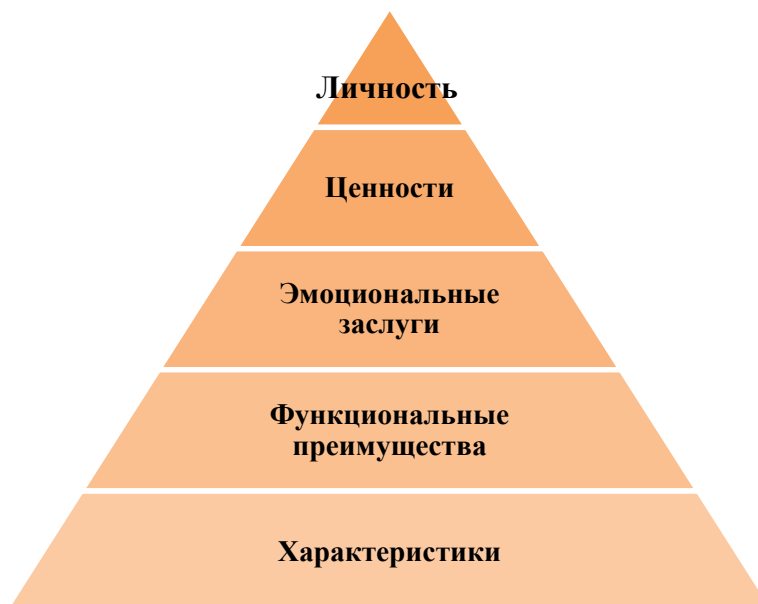 Личность
Ценности
Эмоциональные
заслуги
Функциональные
преимущества
Характеристики